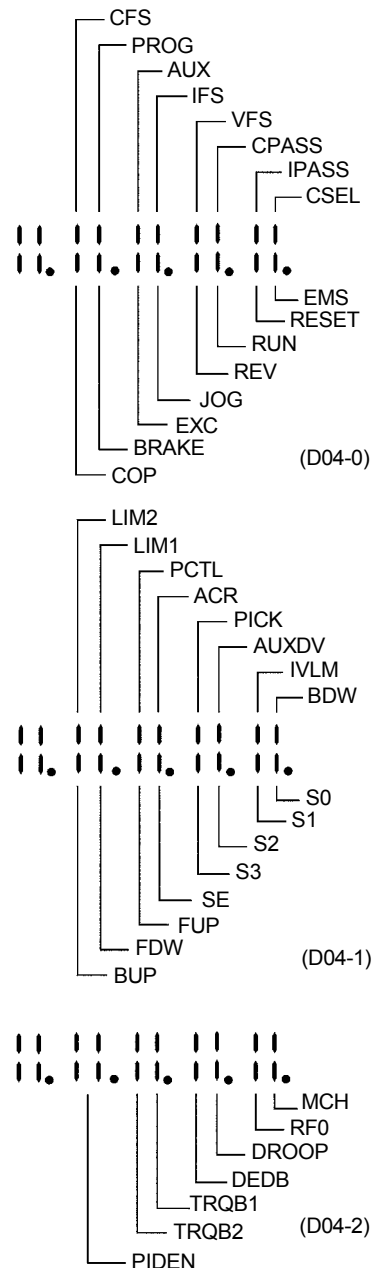 CFS
PROG
AUX
IFS
VFS
CPASS
IPASS
CSEL
EMS
RESET
RUN
REV
JOG
EXC
BRAKE
(D04-0)
COP
LIM2
LIM1
PCTL
ACR
PICK
AUXDV
IVLM
BDW
S0
S1
S2
S3
SE
FUP
FDW
(D04-1)
BUP
MCH
RF0
DROOP
DEDB
TRQB1
TRQB2
(D04-2)
PIDEN